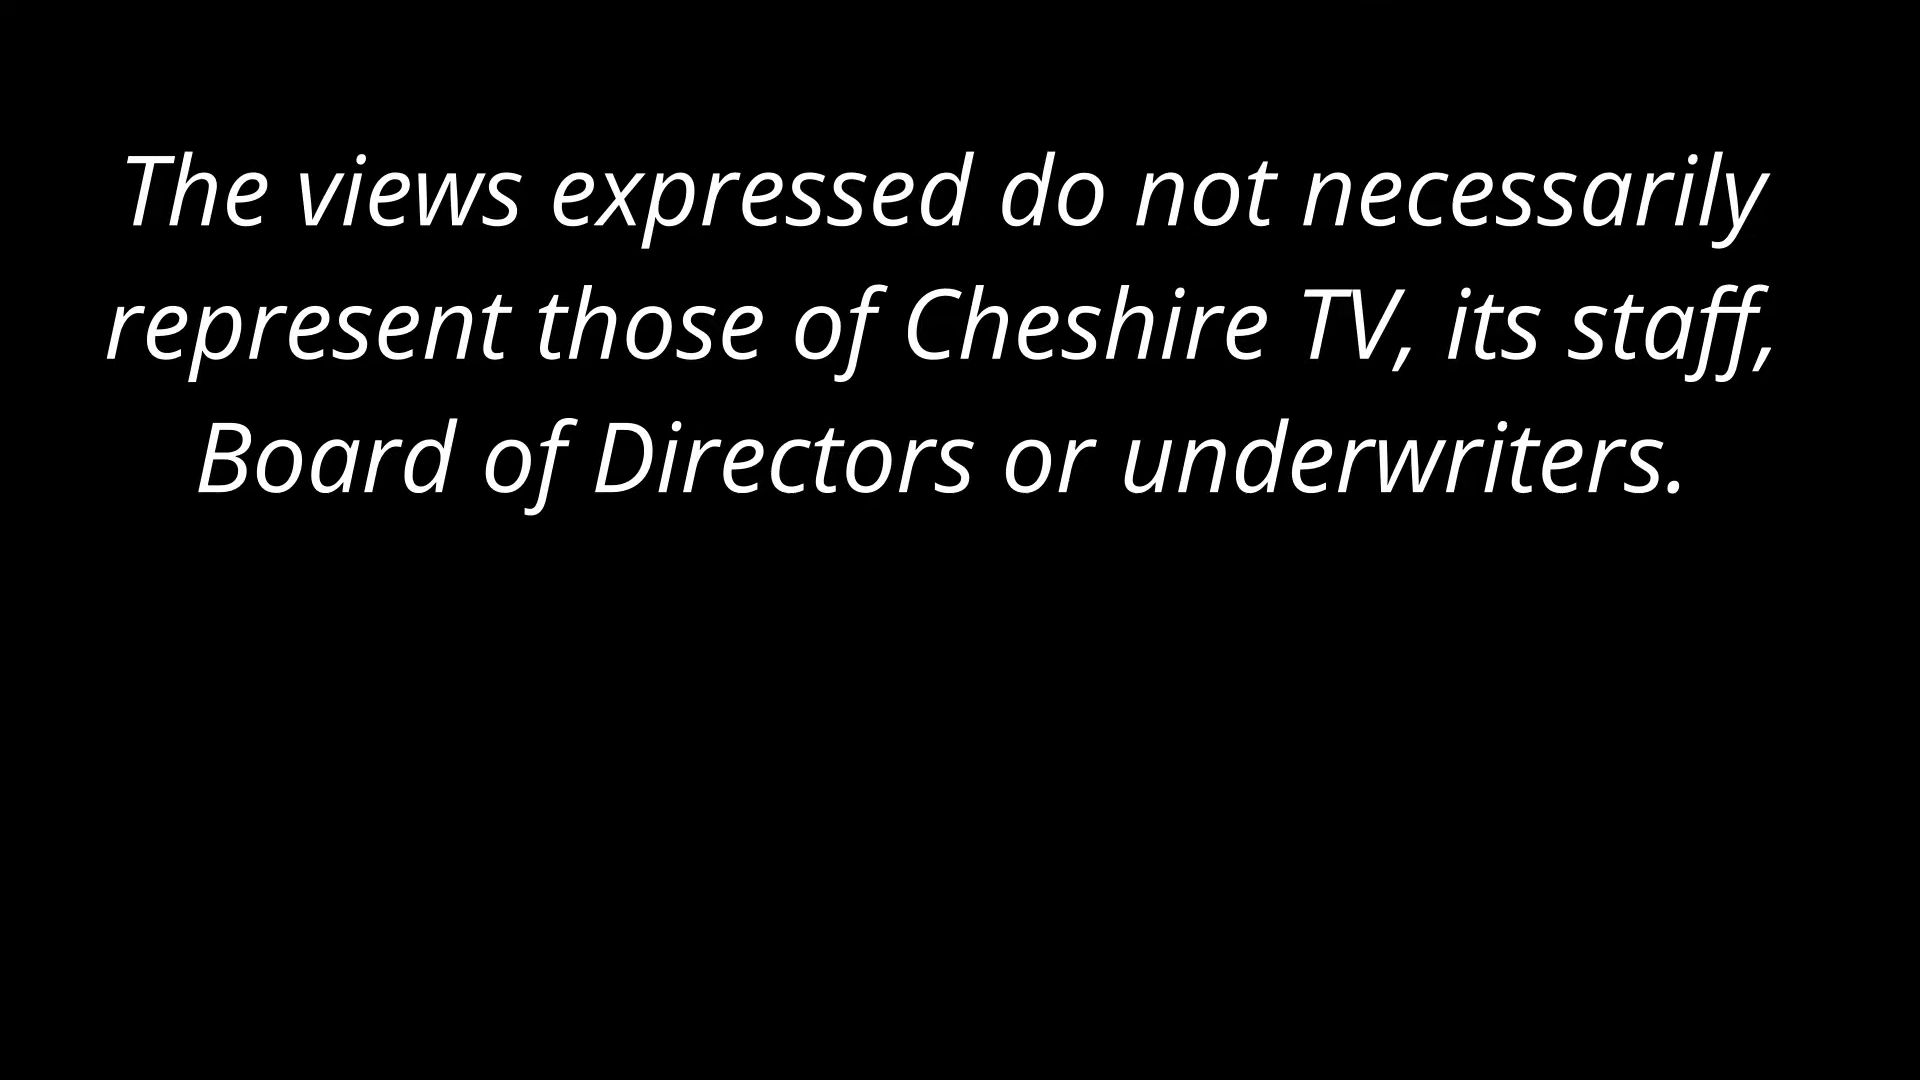 The views expressed do not necessarily
represent those of Cheshire TV, its staff,
Board of Directors or underwriters.